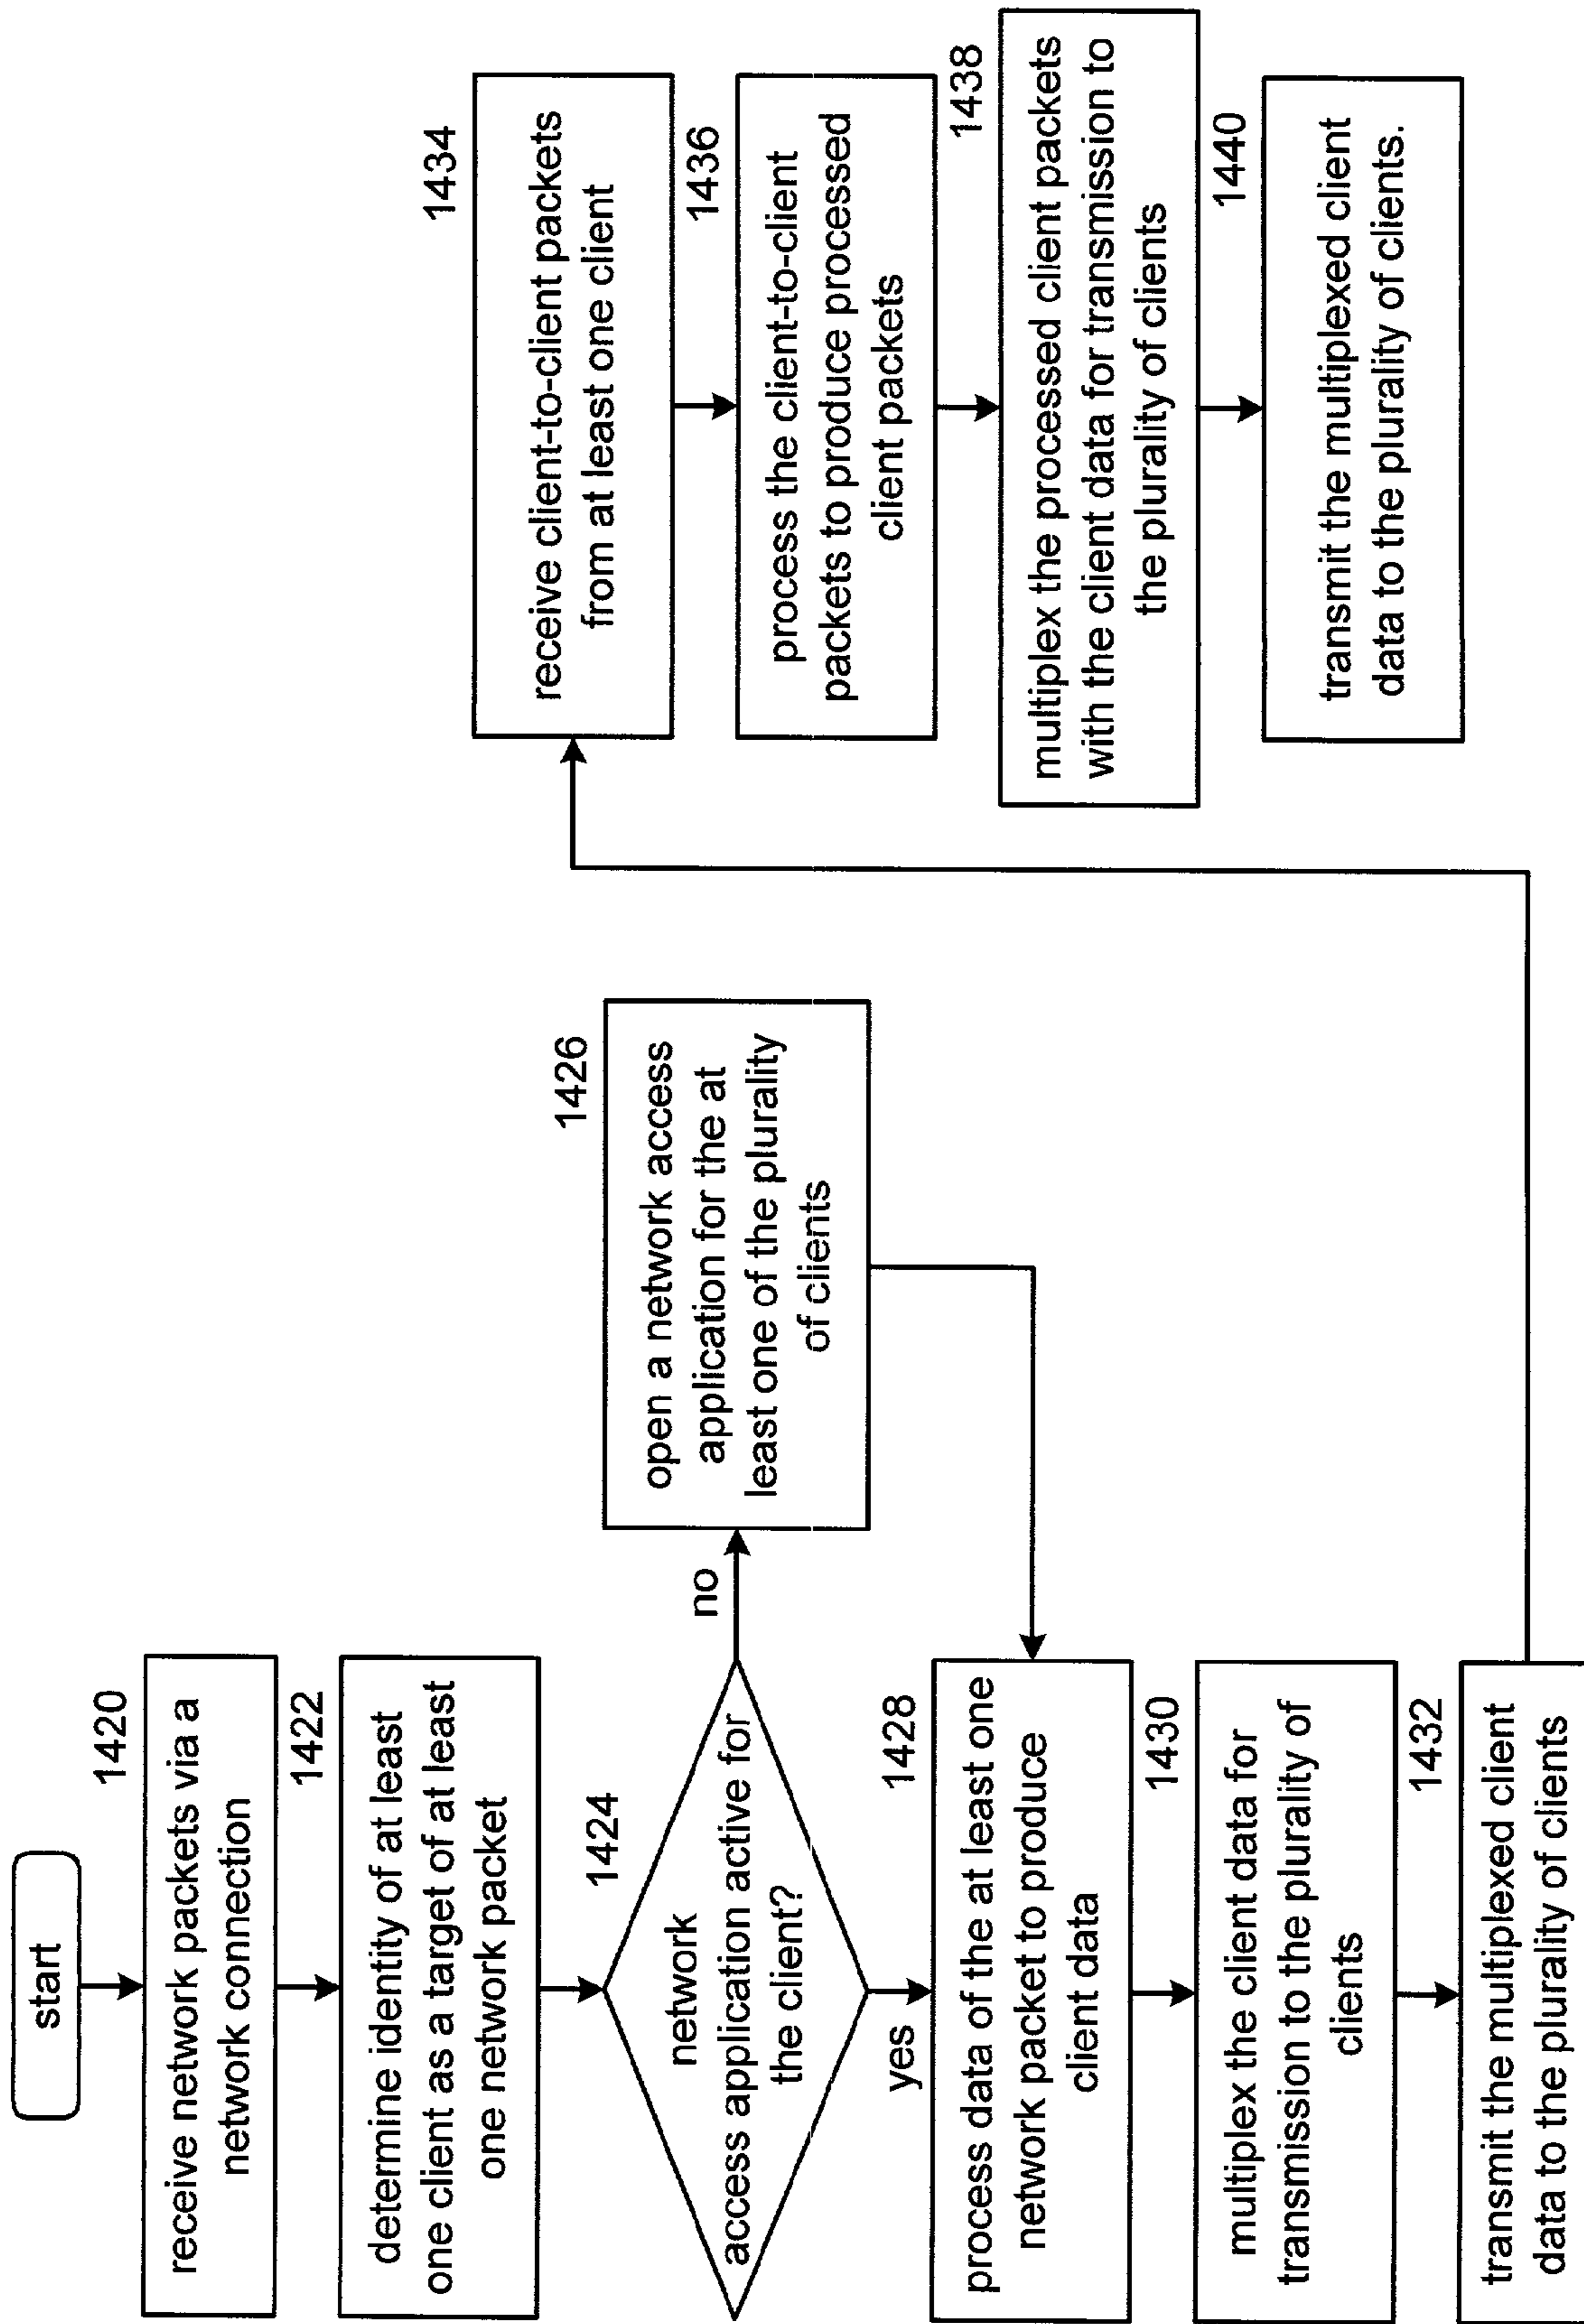 start
1420
receive network packets via a
network connection
1422
determine identity of at least
one client as a target of at least
one network packet
1424
network
access application active for
the client?
no
yes
1426
open a network access
application for the at
least one of the plurality
of clients
1428
process data of the at least one
network packet to produce
client data
1430
multiplex the client data for
transmission to the plurality of
clients
1432
transmit the multiplexed client
data to the plurality of clients
1434
receive client-to-client packets
from at least one client
1436
process the client-to-client
packets to produce processed
client packets
1438
multiplex the processed client packets
with the client data for transmission to
the plurality of clients
1440
transmit the multiplexed client
data to the plurality of clients.